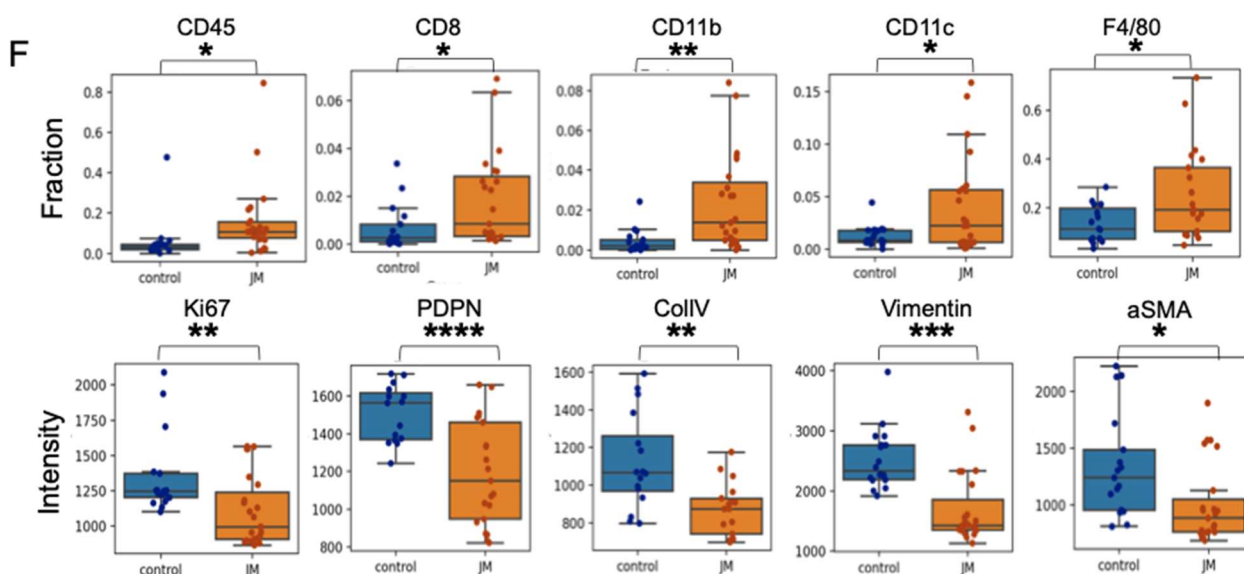 F
CD45 CD8 CD11b CD11c F4/80
* * ** * *
Fraction
0.8 0.6 0.4 0.2 0.0
0.06 0.04 0.02 0.00
0.08 0.06 0.04 0.02 0.00
0.15 0.10 0.05 0.00
0.6 0.4 0.2
control JM control JM control JM control JM control JM
Ki67 PDPN CollV Vimentin aSMA
** **** ** *** *
Intensity
2000 1750 1500 1250 1000
1600 1400 1200 1000 800
1600 1400 1200 1000 800
4000 3000 2000 1000
2000 1500 1000
control JM control JM control JM control JM control JM